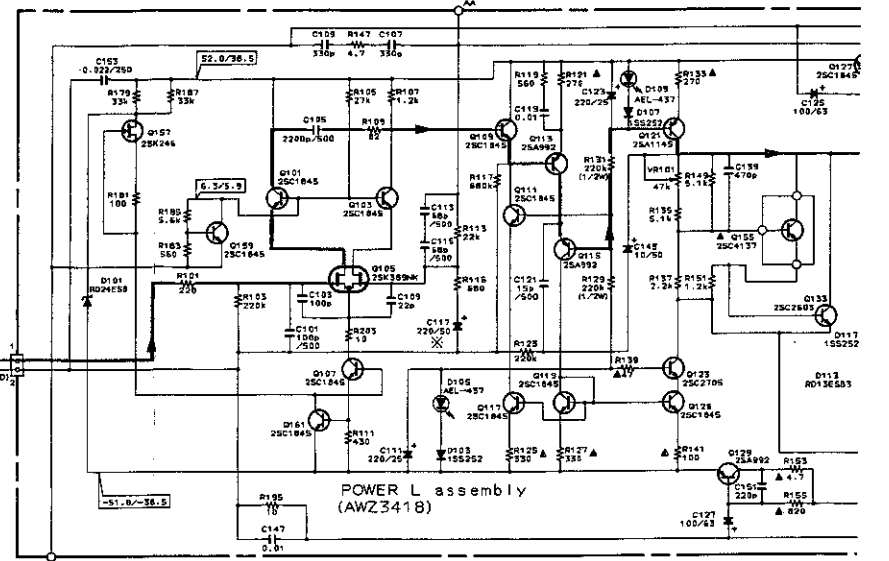 AA
C109
330p
R147
4.7
C107
330p
C153
0.022/250
52.0/38.5
R179
33k
R187
33k
R105
27k
R107
1.2k
R119
560
R121
270
C123
220/25
D109
AEL-437
D107
1SS252
R133
270
Q127
2SC1845
C125
100/63
Q157
2SK246
C105
2200p/500
R109
82
C119
0.01
Q109
2SC1845
Q113
2SA992
Q121
2SA1145
R131
220k
(1/2W)
VR101
47k
R149
5.1k
C139
470p
R181
100
Q101
2SC1845
6.3/5.9
Q103
2SC1845
R117
680k
Q111
2SC1845
R185
5.6k
R183
560
Q159
2SC1845
C113
68p
/500
C115
68p
/500
R113
22k
Q115
2SA992
C145
10/50
R135
5.1k
Q155
2SC4137
D101
RD24ESB
R101
220
Q105
2SK389NK
R103
220k
C103
100p
C109
22p
R115
680
C121
15p
/500
R129
220k
(1/2W)
R137
2.2k
R151
1.2k
Q133
2SC2603
C101
100p
/500
R203
10
C117
220/50
※
R123
220k
D117
1SS252
Q107
2SC1845
D105
AEL-437
Q119
2SC1845
R139
47
Q123
2SC2705
D113
RD13ESB3
1
2
Q161
2SC1845
R111
430
C111
220/25
D103
1SS252
Q117
2SC1845
Q125
2SC1845
R125
330
R127
330
R141
100
Q129
2SA992
R153
4.7
C151
220p
R155
820
-51.8/-38.5
R195
10
POWER L assembly
(AWZ3418)
C127
100/63
C147
0.01